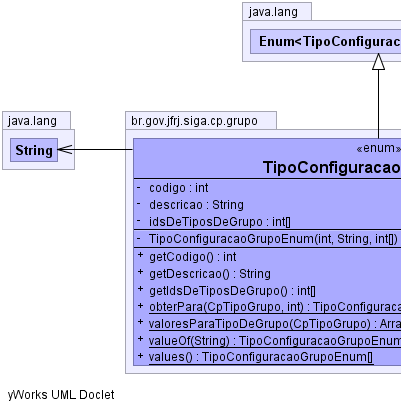 java.lang
Enum<TipoConfigurac
java.lang
String
br.gov.jfrj.siga.cp.grupo
«enum»
TipoConfiguracao
- codigo : int
- descricao : String
- idsDeTiposDeGrupo : int[]
- TipoConfiguracaoGrupoEnum(int, String, int[])
+ getCodigo() : int
+ getDescricao() : String
+ getIdsDeTiposDeGrupo() : int[]
+ obterPara(CpTipoGrupo, int) : TipoConfigurac
+ valoresParaTipoDeGrupo(CpTipoGrupo) : Arra
+ valueOf(String) : TipoConfiguracaoGrupoEnum
+ values() : TipoConfiguracaoGrupoEnum[]
yWorks UML Doclet